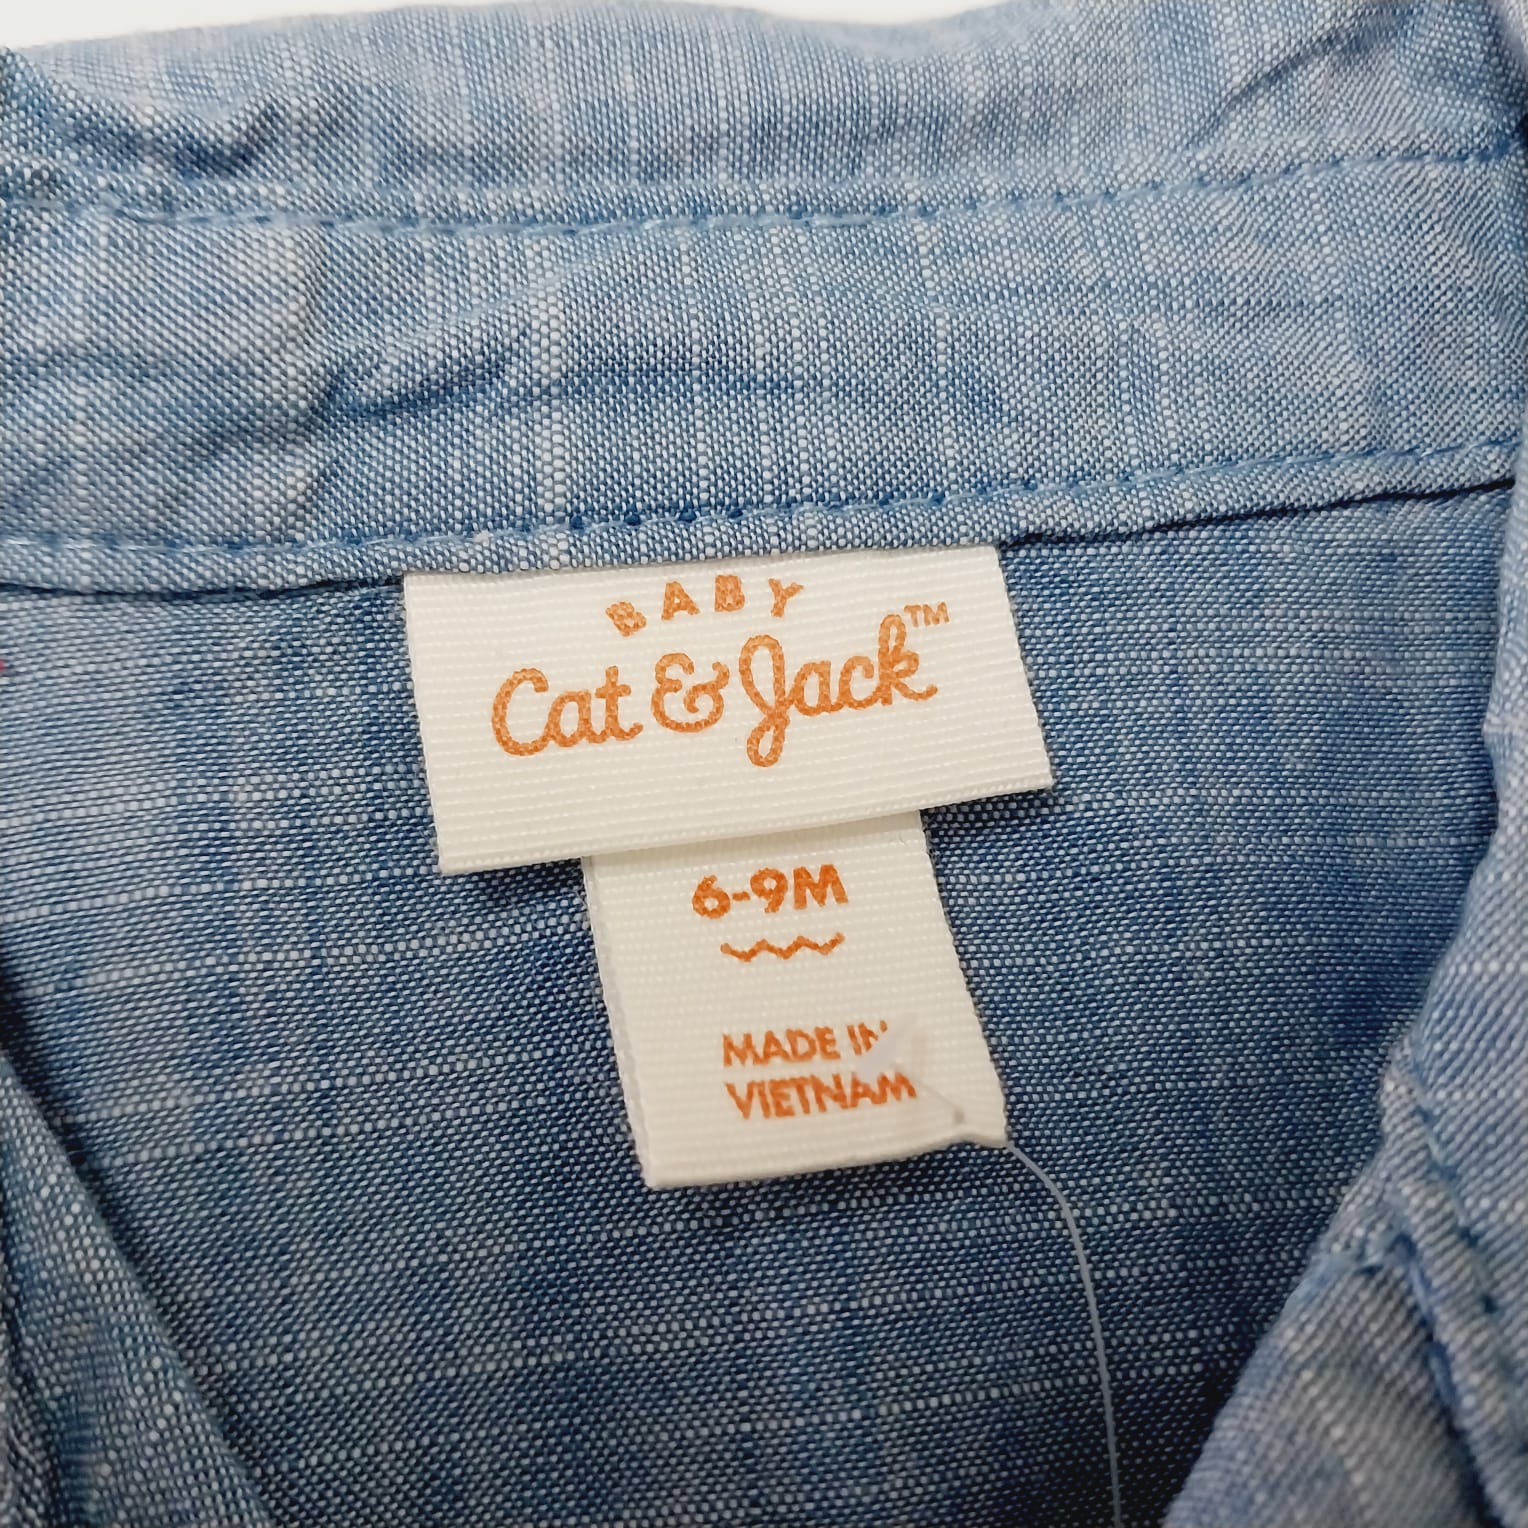 BABY
Cat & Jack™
6-9M
MADE IN
VIETNAM